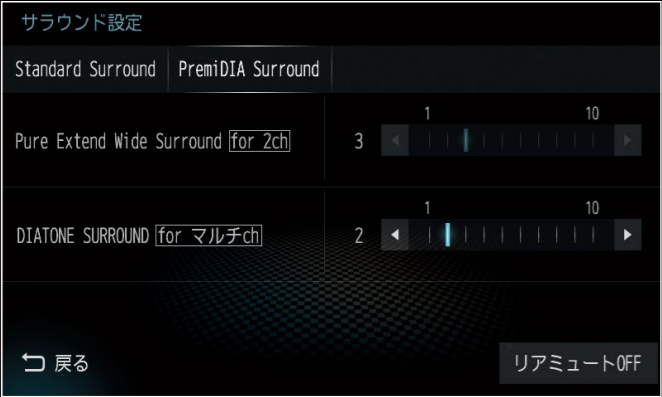 サラウンド設定
Standard Surround PremiDIA Surround
1 10
Pure Extend Wide Surround for 2ch 3
1 10
DIATONE SURROUND for マルチch 2
戻る リアミュートOFF